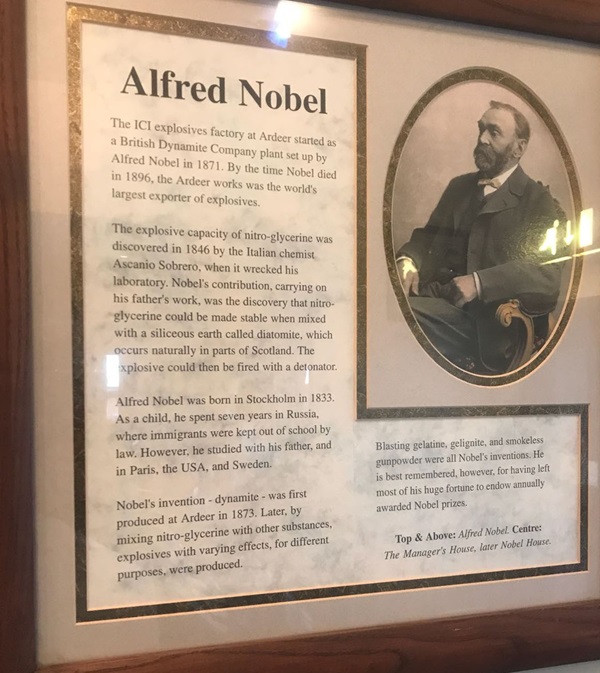 Alfred Nobel
The ICI explosives factory at Ardeer started as
a British Dynamite Company plant set up by
Alfred Nobel in 1871. By the time Nobel died
in 1896, the Ardeer works was the world's
largest exporter of explosives.
The explosive capacity of nitro-glycerine was
discovered in 1846 by the Italian chemist
Ascanio Sobrero, when it wrecked his
laboratory. Nobel's contribution, carrying on
his father's work, was the discovery that nitro-
glycerine could be made stable when mixed
with a siliceous earth called diatomite, which
occurs naturally in parts of Scotland. The
explosive could then be fired with a detonator.
Alfred Nobel was born in Stockholm in 1833.
As a child, he spent seven years in Russia,
where immigrants were kept out of school by
law. However, he studied with his father, and
in Paris, the USA, and Sweden.
Nobel's invention - dynamite - was first
produced at Ardeer in 1873. Later, by
mixing nitro-glycerine with other substances,
explosives with varying effects, for different
purposes, were produced.
Blasting gelatine, gelignite, and smokeless
gunpowder were all Nobel's inventions. He
is best remembered, however, for having left
most of his huge fortune to endow annually
awarded Nobel prizes.
Top & Above: Alfred Nobel. Centre:
The Manager's House, later Nobel House.